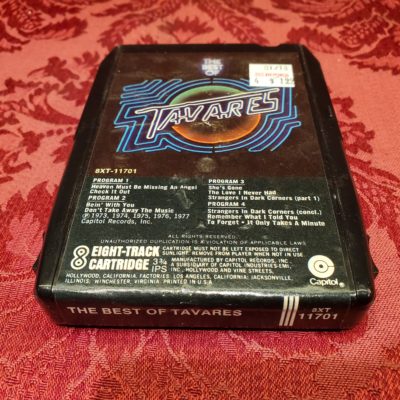 THE
BEST
OF
TAVARES
8XT-11701
PROGRAM 1
Heaven Must Be Missing An Angel
Check It Out
PROGRAM 2
Bein' With You
Don't Take Away The Music
℗ 1973, 1974, 1975, 1976, 1977
Capitol Records, Inc.
PROGRAM 3
She's Gone
The Love I Never Had
Strangers In Dark Corners (part 1)
PROGRAM 4
Strangers In Dark Corners (concl.)
Remember What I Told You
To Forget • It Only Takes A Minute
ALL RIGHTS RESERVED.
UNAUTHORIZED DUPLICATION IS A VIOLATION OF APPLICABLE LAWS
8 EIGHT-TRACK
CARTRIDGE 3¾
IPS
CARTRIDGE MUST NOT BE LEFT EXPOSED TO DIRECT
SUNLIGHT. REMOVE FROM PLAYER WHEN NOT IN USE
MANUFACTURED BY CAPITOL RECORDS, INC.,
A SUBSIDIARY OF CAPITOL INDUSTRIES-EMI,
INC., HOLLYWOOD AND VINE STREETS,
HOLLYWOOD, CALIFORNIA. FACTORIES: LOS ANGELES, CALIFORNIA; JACKSONVILLE,
ILLINOIS; WINCHESTER, VIRGINIA. PRINTED IN U.S.A.
Capitol
THE BEST OF TAVARES
8XT
11701